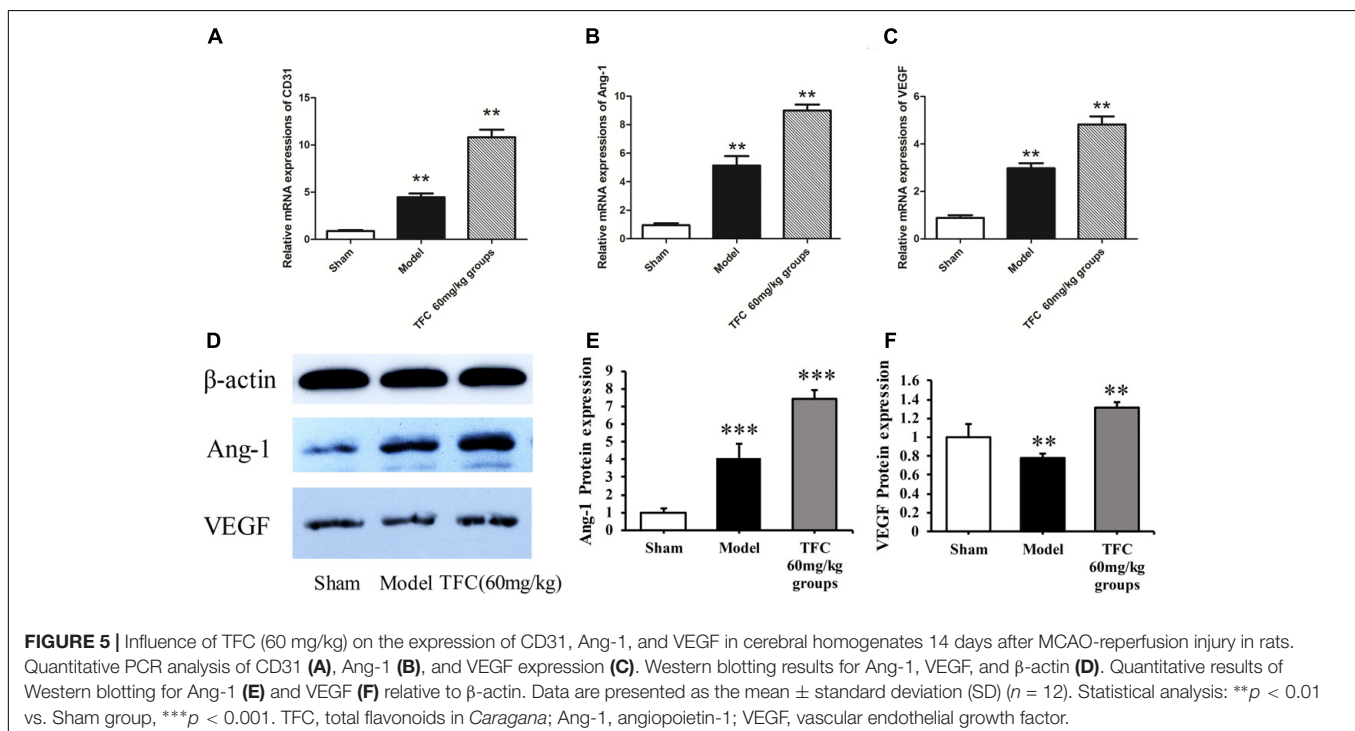 A
B
C
Relative mRNA expressions of CD31
15
10
5
0
**
**
Sham
Model
TFC 60mg/kg groups
Relative mRNA expressions of Ang-1
10
8
6
4
2
0
**
**
Sham
Model
TFC 60mg/kg groups
Relative mRNA expressions of VEGF
6
4
2
0
**
**
Sham
Model
TFC 60mg/kg groups
D
β-actin
Ang-1
VEGF
Sham Model TFC(60mg/kg)
E
Ang-1 Protein expression
9
8
7
6
5
4
3
2
1
0
***
***
Sham
Model
TFC
60mg/kg
groups
F
VEGF Protein expression
1.6
1.4
1.2
1
0.8
0.6
0.4
0.2
0
**
**
Sham
Model
TFC
60mg/kg
groups
FIGURE 5 | Influence of TFC (60 mg/kg) on the expression of CD31, Ang-1, and VEGF in cerebral homogenates 14 days after MCAO-reperfusion injury in rats.
Quantitative PCR analysis of CD31 (A), Ang-1 (B), and VEGF expression (C). Western blotting results for Ang-1, VEGF, and β-actin (D). Quantitative results of
Western blotting for Ang-1 (E) and VEGF (F) relative to β-actin. Data are presented as the mean ± standard deviation (SD) (n = 12). Statistical analysis: **p < 0.01
vs. Sham group, ***p < 0.001. TFC, total flavonoids in Caragana; Ang-1, angiopoietin-1; VEGF, vascular endothelial growth factor.